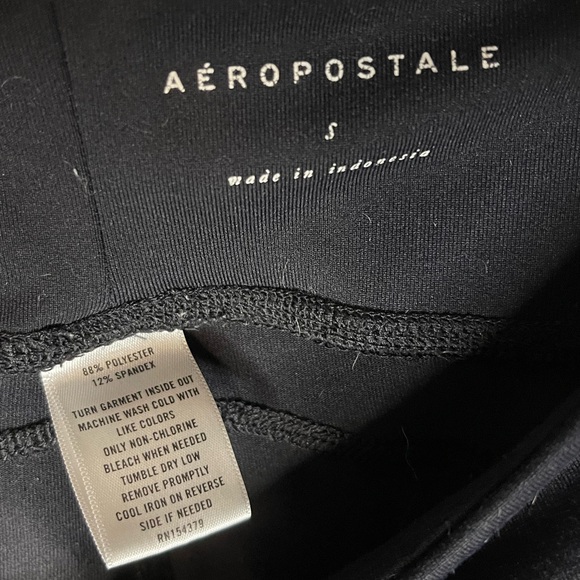 AÉROPOSTALE
S
made in indonesia
88% POLYESTER
12% SPANDEX
TURN GARMENT INSIDE OUT
MACHINE WASH COLD WITH
LIKE COLORS
ONLY NON-CHLORINE
BLEACH WHEN NEEDED
TUMBLE DRY LOW
REMOVE PROMPTLY
COOL IRON ON REVERSE
SIDE IF NEEDED
RN154379